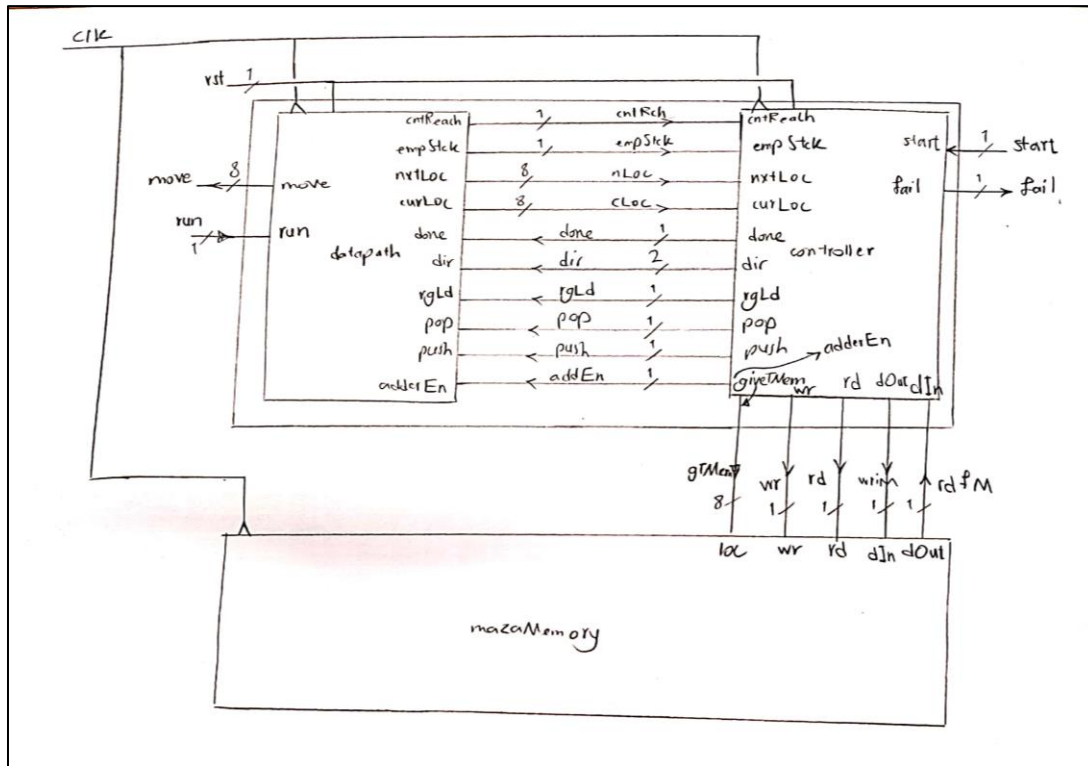 clk
rst 1
cntReach 1 cntRch cntReach
empStck 1 empStck empStck start 1 start
move 8 move nxtLoc 8 nLoc nxtLoc fail 1 fail
curLoc 8 cLoc curLoc
run 1 run done done 1 done
datapath dir dir 2 dir controller
rgLd rgLd 1 rgLd
pop pop 1 pop
push push 1 push adderEn
adderEn addEn 1 giveTMem wr rd dOut dIn
gTMem wr rd wrim rdfM
8 1 1 1 1
loc wr rd dIn dOut
mazaMemory